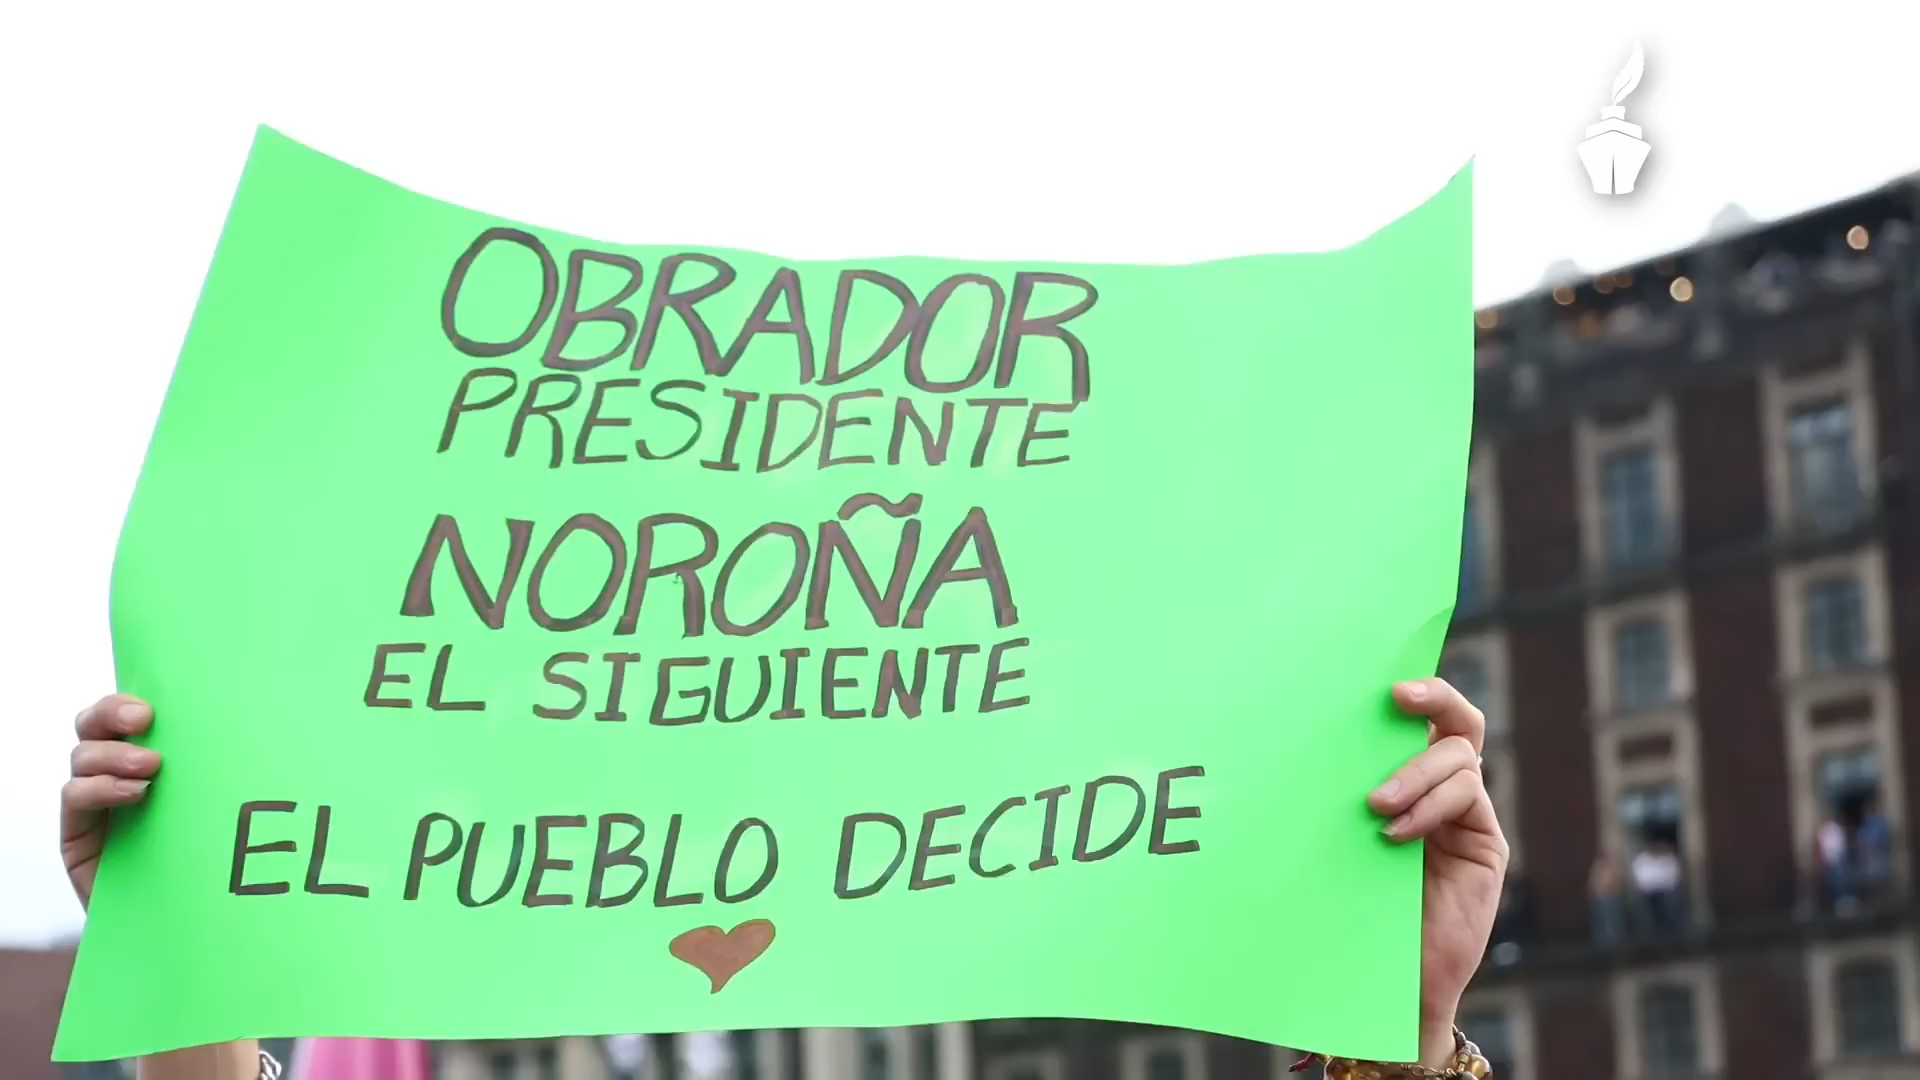 OBRADOR
PRESIDENTE
NOROÑA
EL SIGUIENTE
EL PUEBLO DECIDE